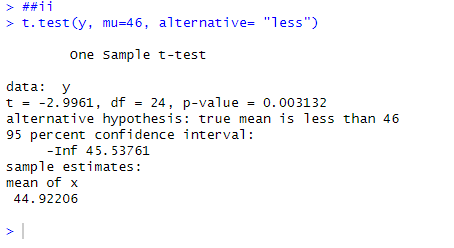 > ##ii
> t.test(y, mu=46, alternative= "less")
One Sample t-test
data:  y
t = -2.9961, df = 24, p-value = 0.003132
alternative hypothesis: true mean is less than 46
95 percent confidence interval:
-Inf 45.53761
sample estimates:
mean of x
44.92206
>